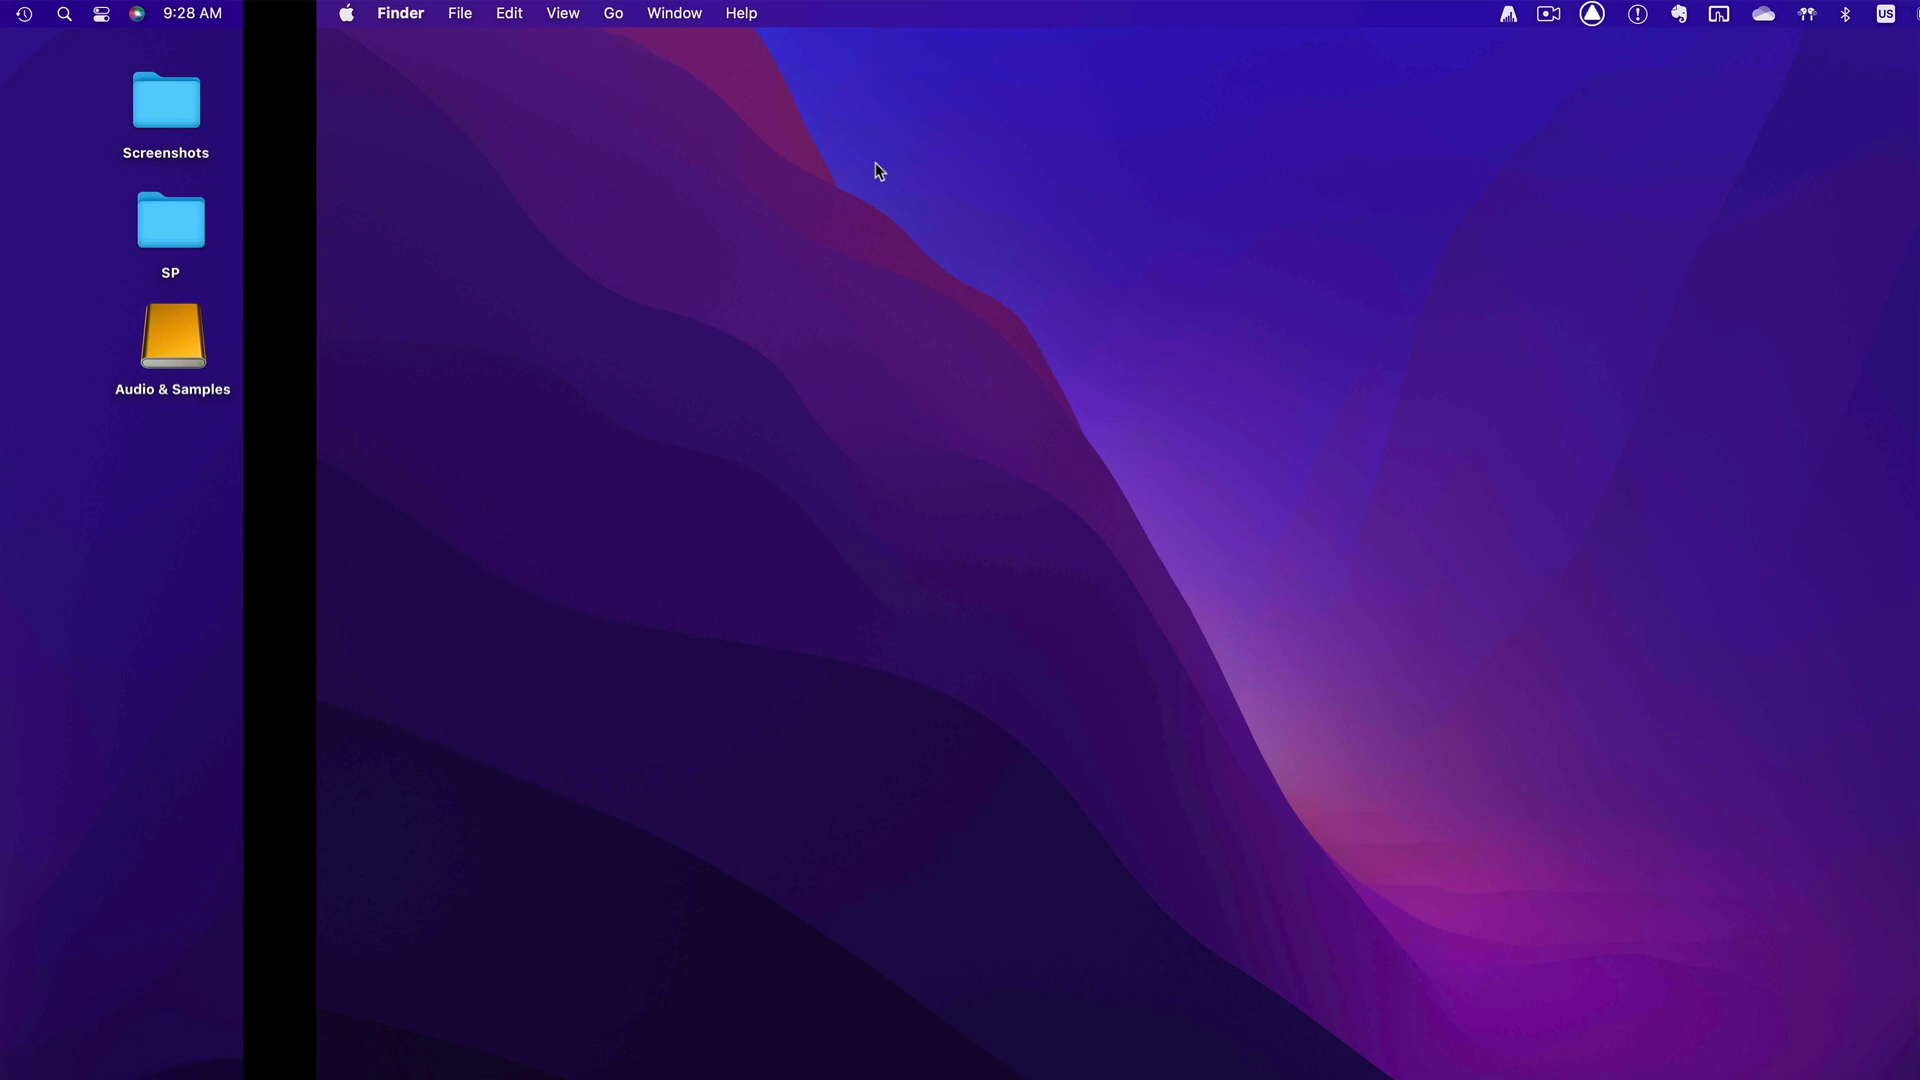 9:28 AM
Finder File Edit View Go Window Help
US
Screenshots
SP
Audio & Samples